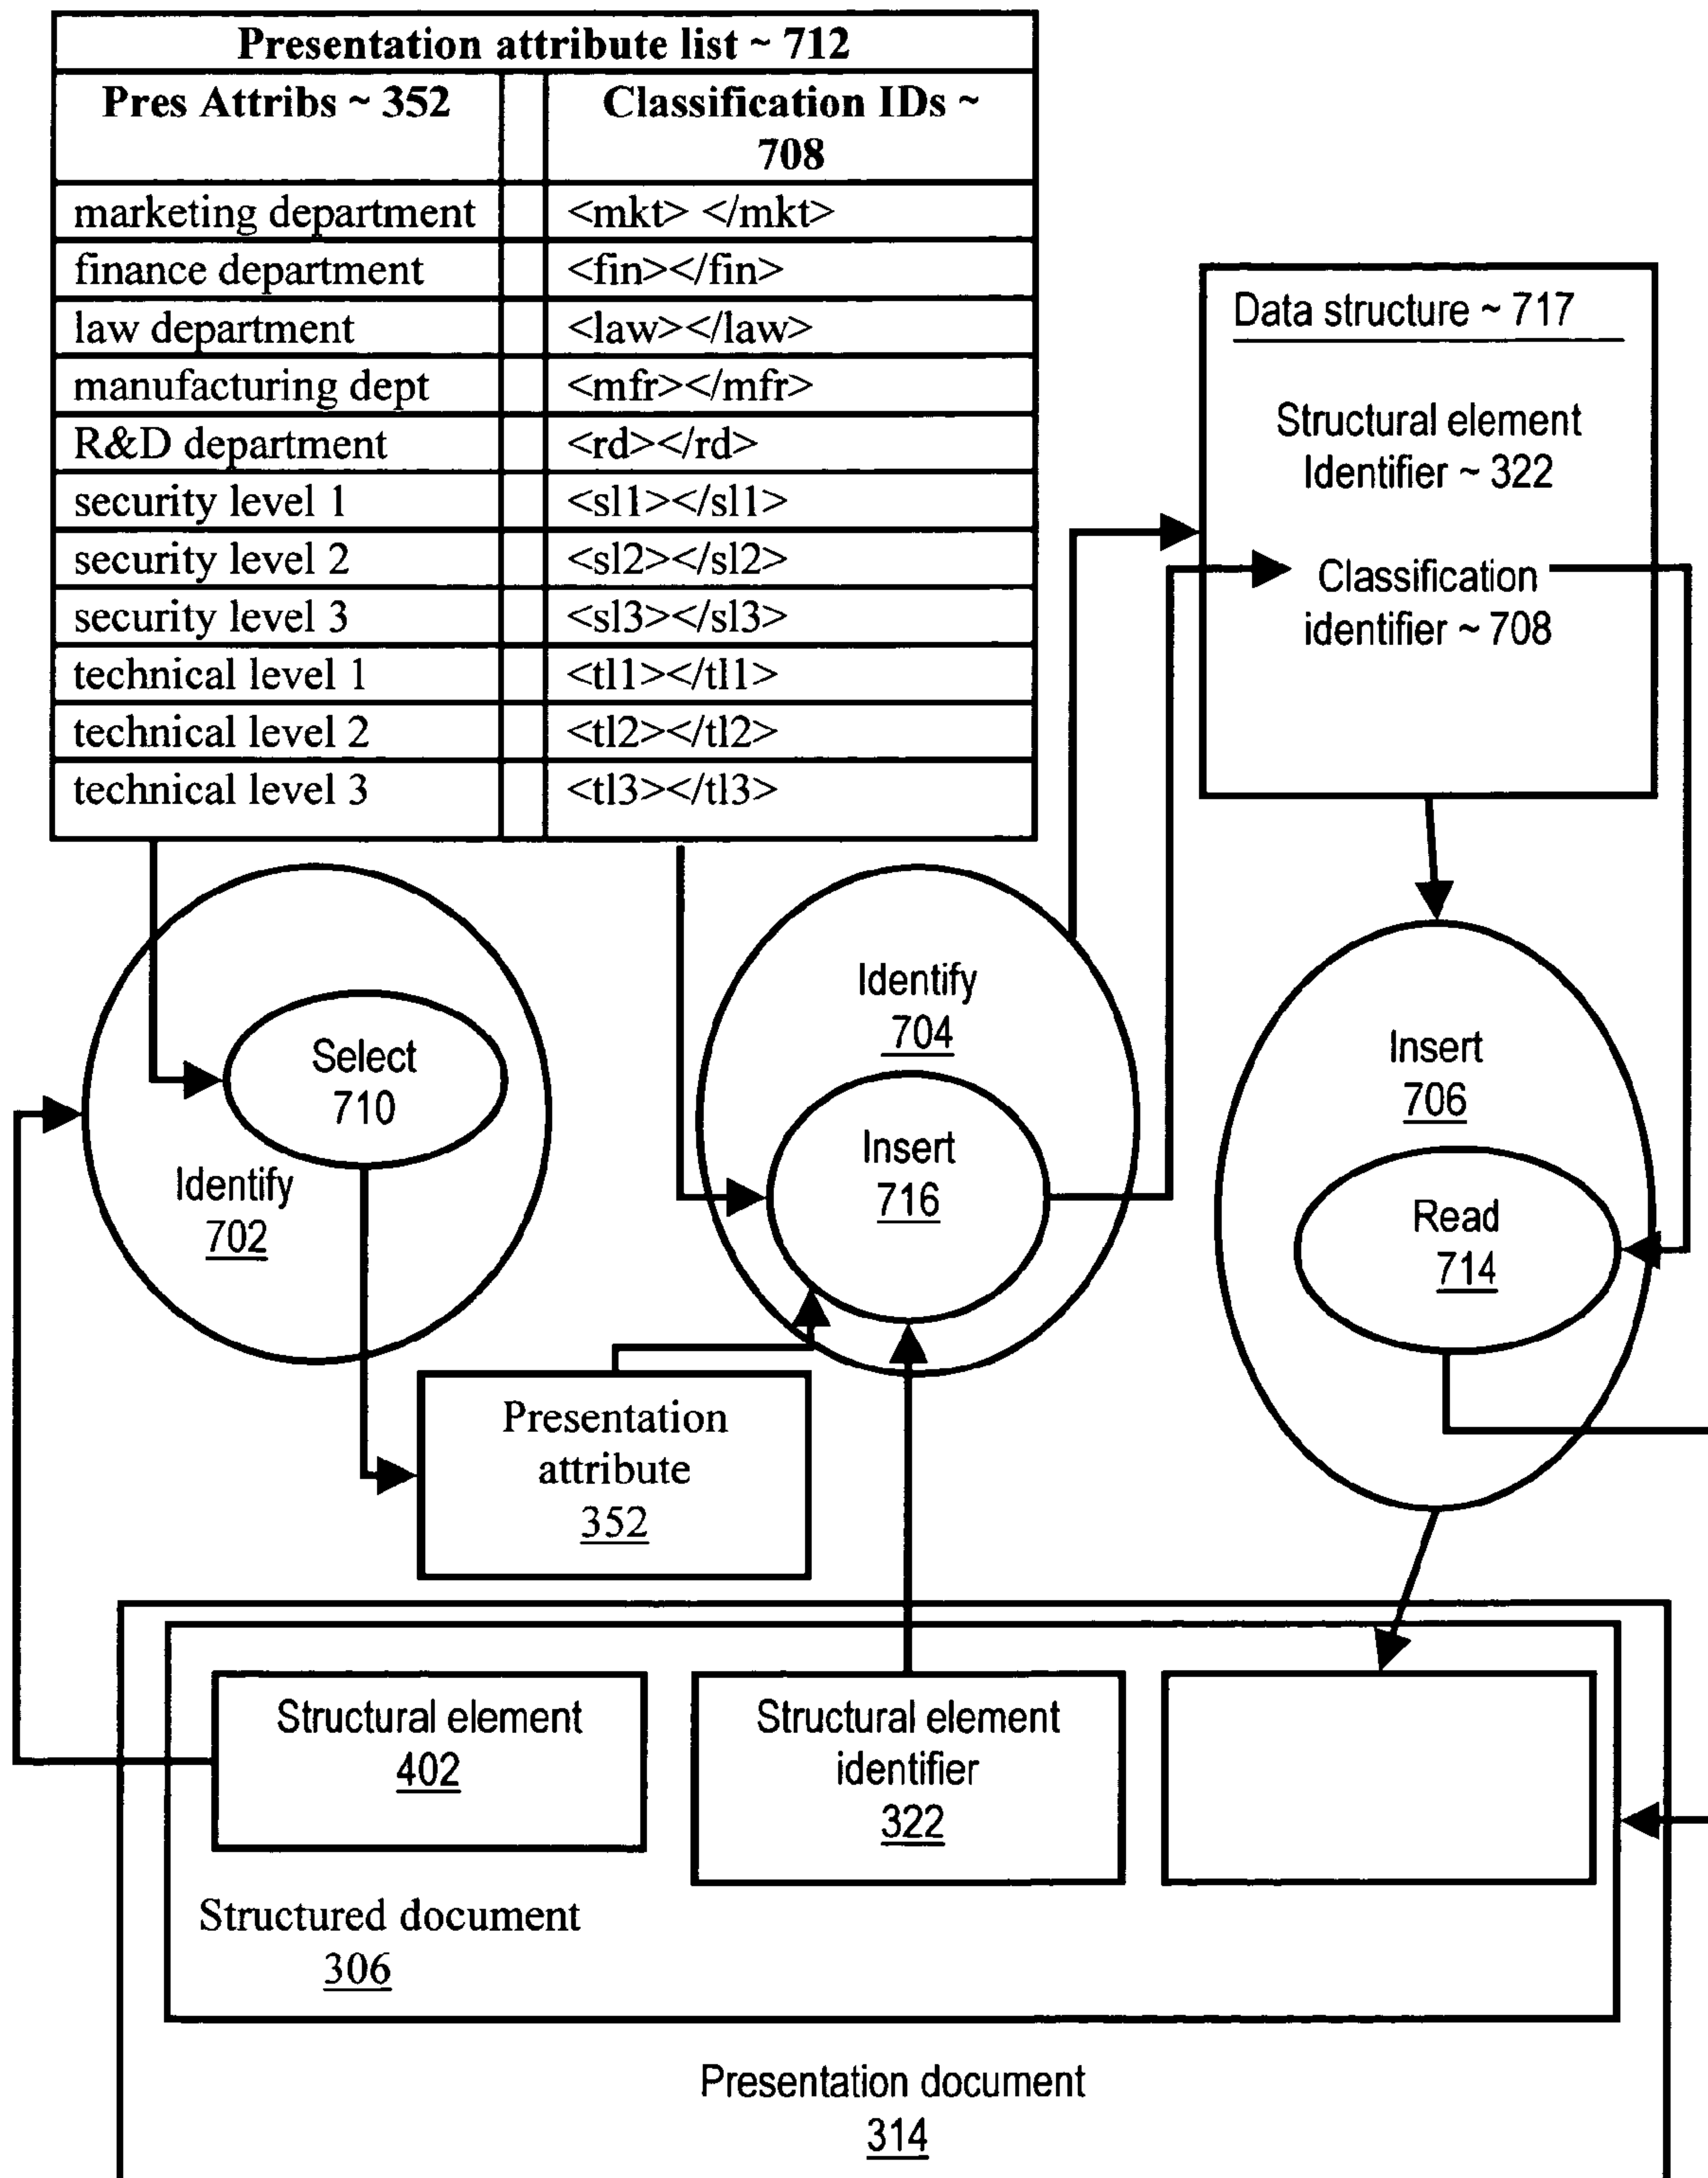 Presentation attribute list ~ 712
Pres Attribs ~ 352
Classification IDs ~
708
marketing department <mkt> </mkt>
finance department <fin></fin>
law department <law></law>
manufacturing dept <mfr></mfr>
R&D department <rd></rd>
security level 1 <sl1></sl1>
security level 2 <sl2></sl2>
security level 3 <sl3></sl3>
technical level 1 <tl1></tl1>
technical level 2 <tl2></tl2>
technical level 3 <tl3></tl3>
Data structure ~ 717
Structural element
Identifier ~ 322
Classification
identifier ~ 708
Select
710
Identify
702
Identify
704
Insert
716
Insert
706
Read
714
Presentation
attribute
352
Structural element
402
Structural element
identifier
322
Structured document
306
Presentation document
314